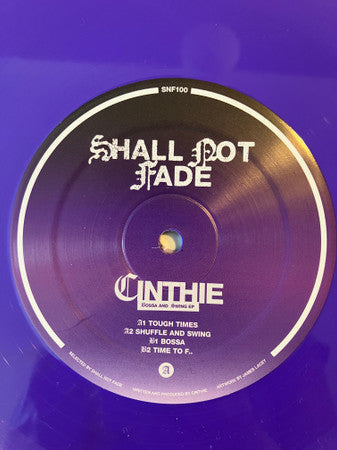 SNF100
SHALL NOT
FADE
CINTHIE
BOSSA AND SWING EP
A1 TOUGH TIMES
A2 SHUFFLE AND SWING
B1 BOSSA
B2 TIME TO F..
A
SELECTED BY SHALL NOT FADE
WRITTEN AND PRODUCED BY CINTHIE
ARTWORK BY JAMES LACEY